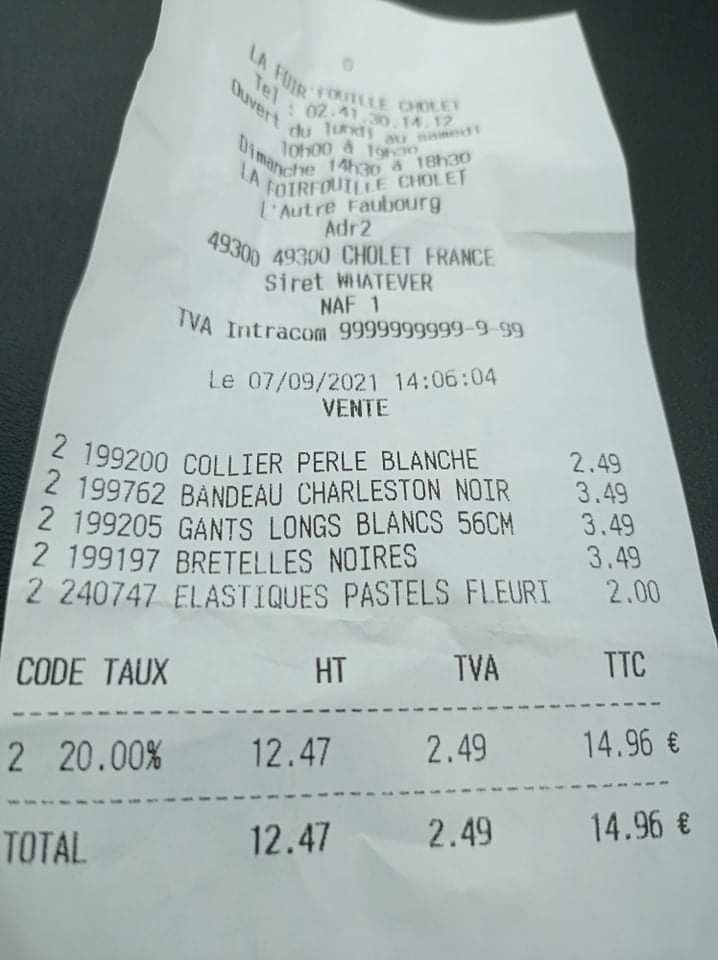 0
LA FOIR'FOUILLE CHOLET
Tel : 02.41.30.14.12
Ouvert du lundi au samedi
10h00 à 19h30
Dimanche 14h30 à 18h30
LA FOIRFOUILLE CHOLET
L'Autre Faubourg
Adr2
49300 49300 CHOLET FRANCE
Siret WHATEVER
NAF 1
TVA Intracom 9999999999-9-99
Le 07/09/2021 14:06:04
VENTE
2 199200 COLLIER PERLE BLANCHE 2.49
2 199762 BANDEAU CHARLESTON NOIR 3.49
2 199205 GANTS LONGS BLANCS 56CM 3.49
2 199197 BRETELLES NOIRES 3.49
2 240747 ELASTIQUES PASTELS FLEURI 2.00
CODE TAUX HT TVA TTC
2 20.00% 12.47 2.49 14.96 €
TOTAL 12.47 2.49 14.96 €